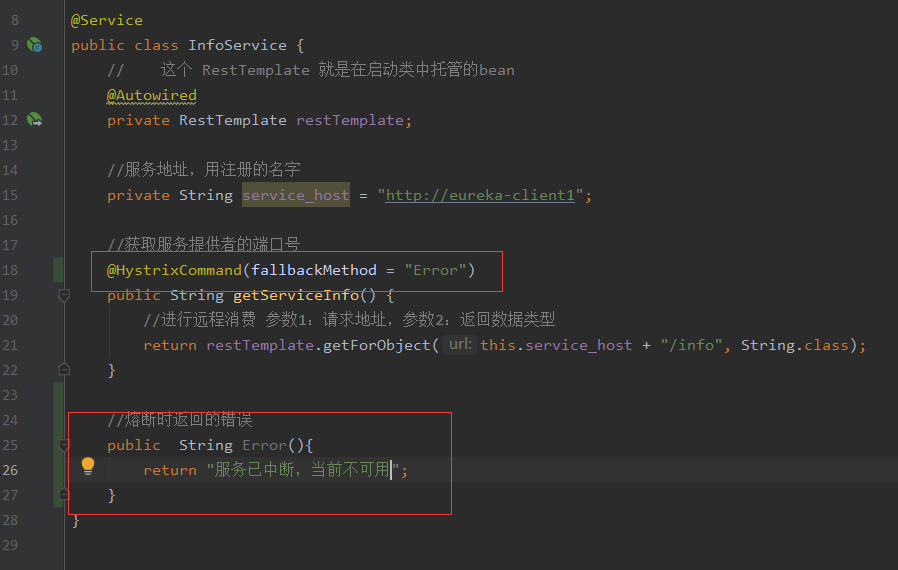 8 @Service
9 public class InfoService {
10 //    这个 RestTemplate 就是在启动类中托管的bean
11 @Autowired
12 private RestTemplate restTemplate;
13
14 //服务地址，用注册的名字
15 private String service_host = "http://eureka-client1";
16
17 //获取服务提供者的端口号
18 @HystrixCommand(fallbackMethod = "Error")
19 public String getServiceInfo() {
20 //进行远程消费 参数1：请求地址，参数2：返回数据类型
21 return restTemplate.getForObject( url: this.service_host + "/info", String.class);
22 }
23
24 //熔断时返回的错误
25 public  String Error(){
26 return "服务已中断，当前不可用";
27 }
28 }
29